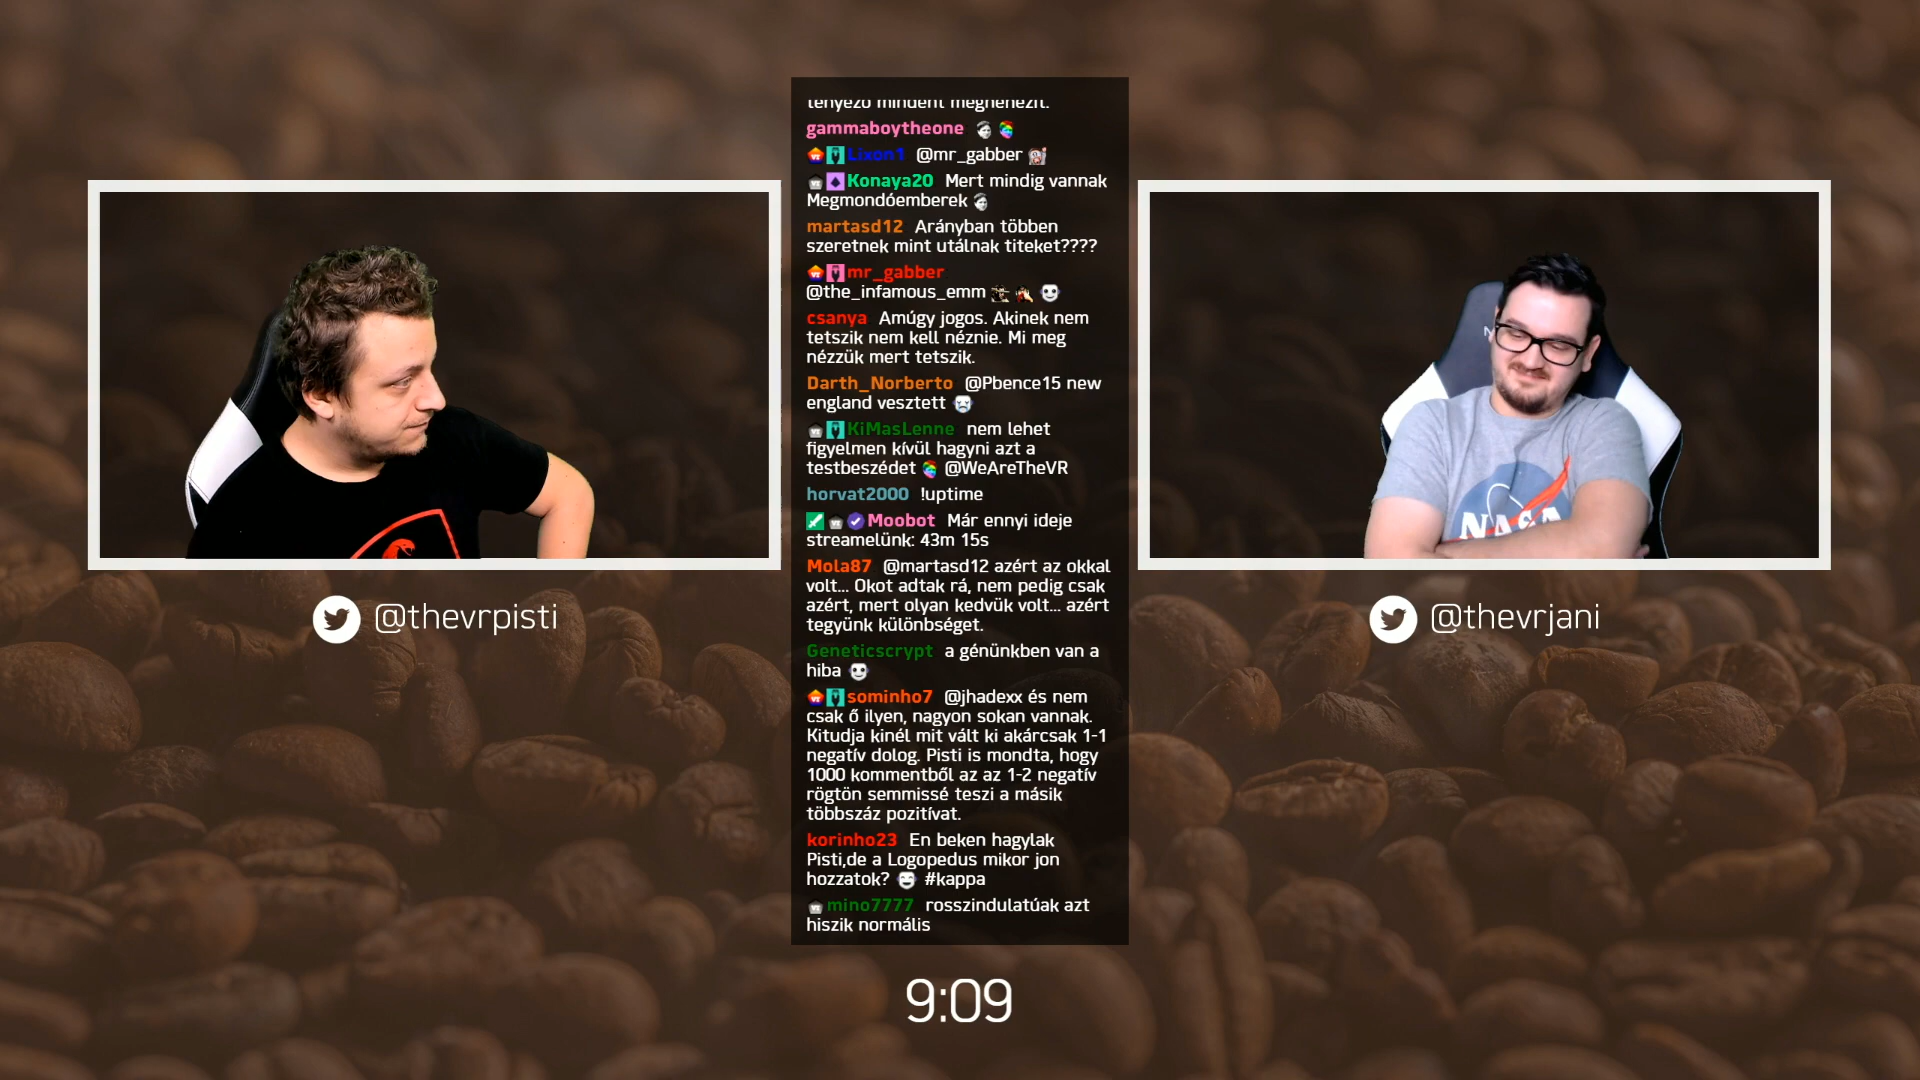 tényező mindent megnehezít.
gammaboytheone
Lixon1 @mr_gabber
Konaya20 Mert mindig vannak
Megmondóemberek
martasd12 Arányban többen
szeretnek mint utálnak titeket????
mr_gabber
@the_infamous_emm
csanya Amúgy jogos. Akinek nem
tetszik nem kell néznie. Mi meg
nézzük mert tetszik.
Darth_Norberto @Pbence15 new
england vesztett
KiMasLenne nem lehet
figyelmen kívül hagyni azt a
testbeszédet @WeAreTheVR
horvat2000 !uptime
Moobot Már ennyi ideje
streamelünk: 43m 15s
Mola87 @martasd12 azért az okkal
volt... Okot adtak rá, nem pedig csak
azért, mert olyan kedvük volt... azért
tegyünk különbséget.
Geneticscrypt a génünkben van a
hiba
sominho7 @jhadexx és nem
csak ő ilyen, nagyon sokan vannak.
Kitudja kinél mit vált ki akárcsak 1-1
negatív dolog. Pisti is mondta, hogy
1000 kommentből az az 1-2 negatív
rögtön semmissé teszi a másik
többszáz pozitívat.
korinho23 En beken hagylak
Pisti,de a Logopedus mikor jon
hozzatok? #kappa
mino7777 rosszindulatúak azt
hiszik normális
@thevrpisti
NASA
@thevrjani
9:09